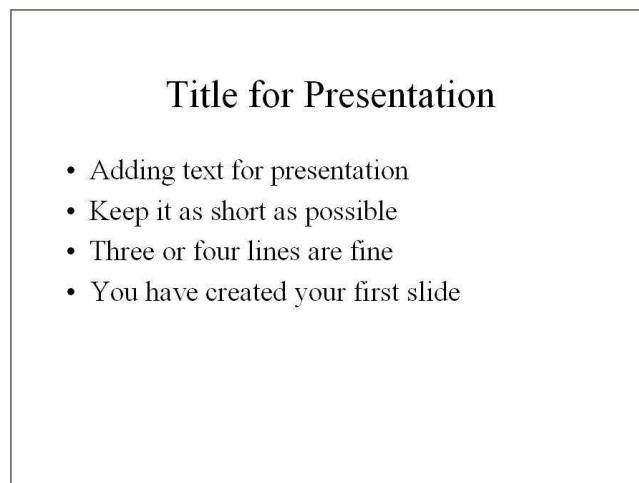 Title for Presentation
• Adding text for presentation
• Keep it as short as possible
• Three or four lines are fine
• You have created your first slide